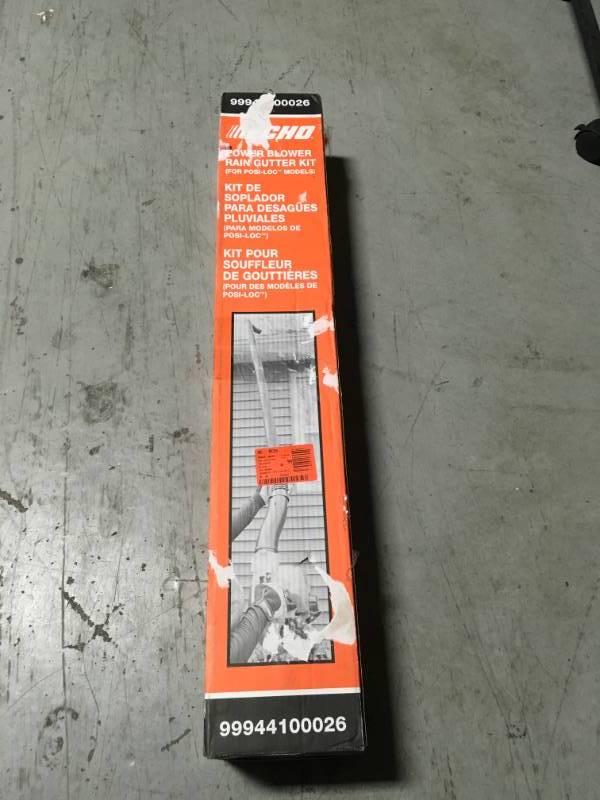 ECHO
POWER BLOWER
RAIN GUTTER KIT
(FOR POSI-LOC™ MODELS)
KIT DE
SOPLADOR
PARA DESAGÜES
PLUVIALES
(PARA MODELOS DE
POSI-LOC™)
KIT POUR
SOUFFLEUR
DE GOUTTIÈRES
(POUR DES MODÈLES DE
POSI-LOC™)
99944100026